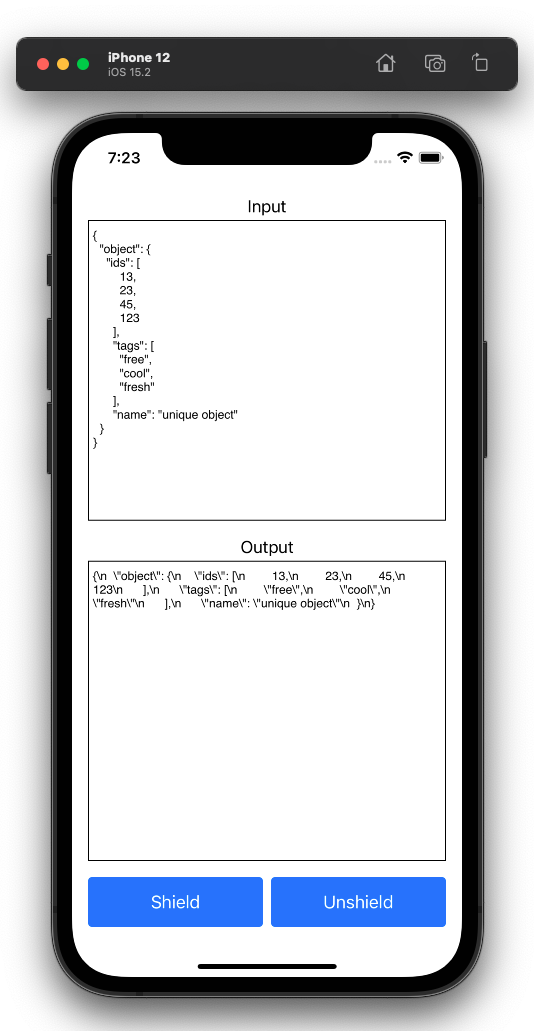 iPhone 12
iOS 15.2
7:23
Input
{
  "object": {
    "ids": [
        13,
        23,
        45,
        123
      ],
      "tags": [
        "free",
        "cool",
        "fresh"
      ],
      "name": "unique object"
  }
}
Output
{\n  \"object\": {\n    \"ids\": [\n        13,\n        23,\n        45,\n
123\n      ],\n      \"tags\": [\n        \"free\",\n        \"cool\",\n
\"fresh\"\n      ],\n      \"name\": \"unique object\"\n  }\n}
Shield
Unshield